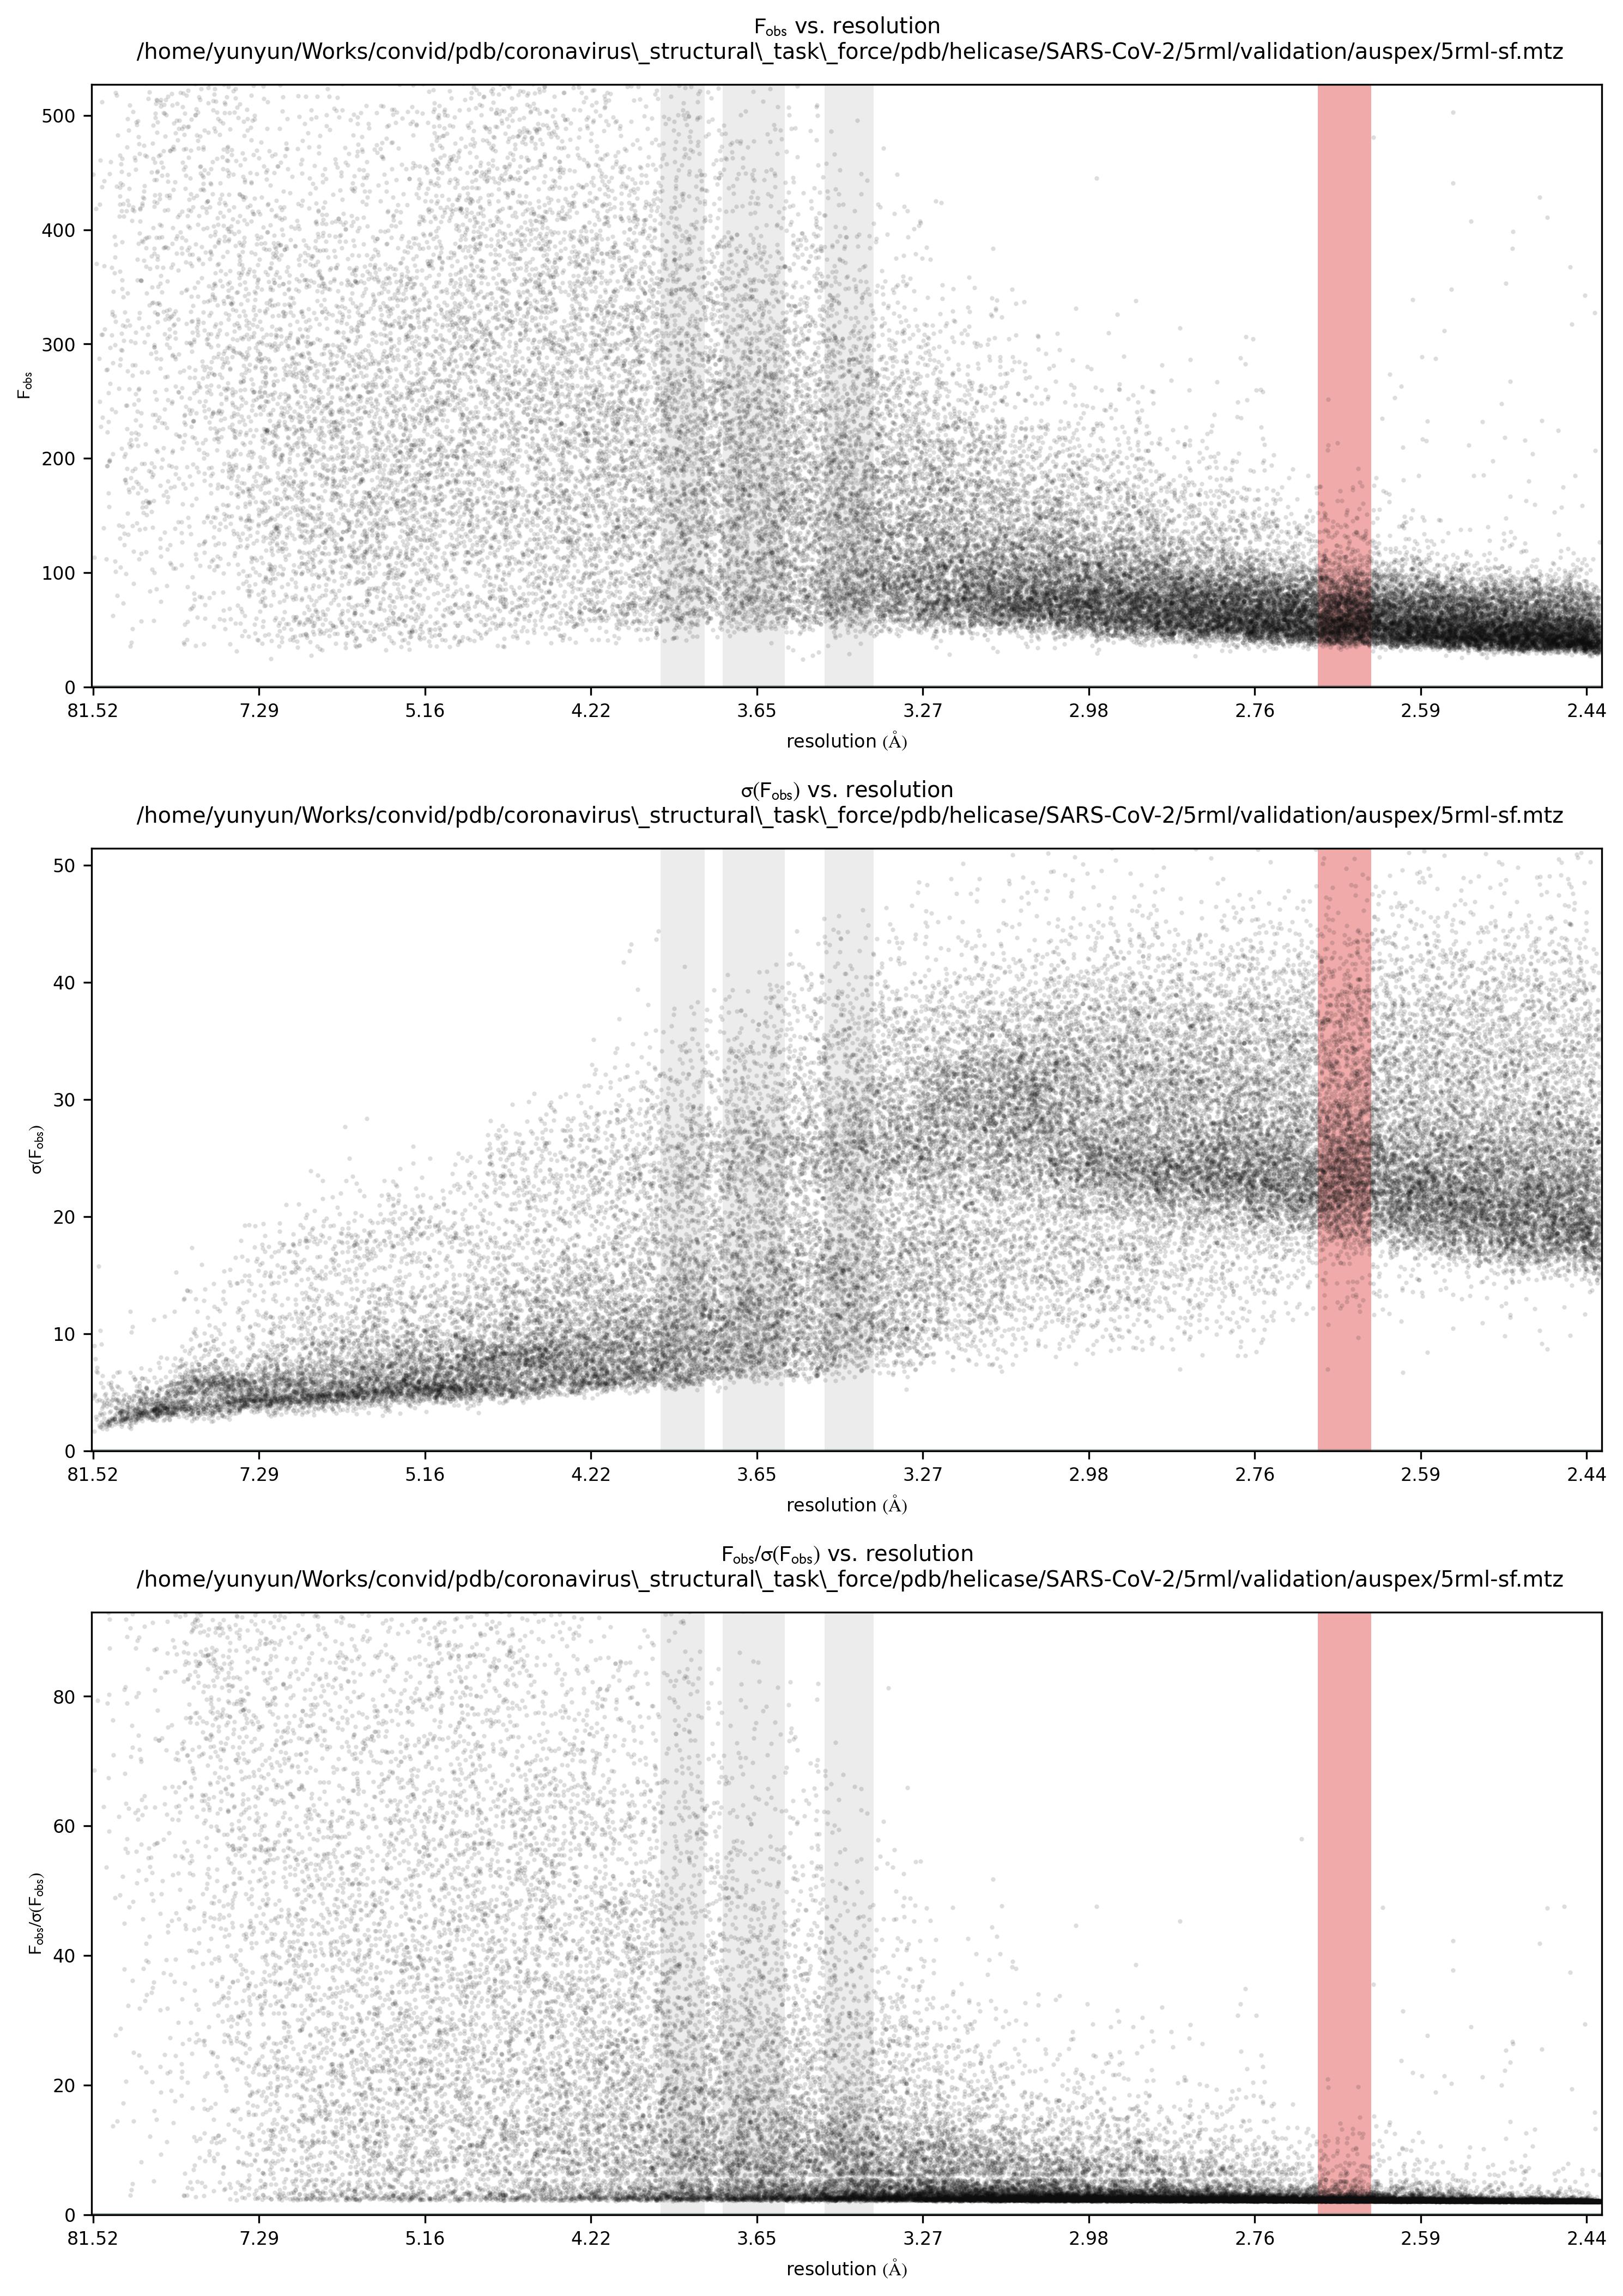 Fobs vs. resolution
/home/yunyun/Works/convid/pdb/coronavirus\_structural\_task\_force/pdb/helicase/SARS-CoV-2/5rml/validation/auspex/5rml-sf.mtz
500
400
300
200
100
0
Fobs
81.52 7.29 5.16 4.22 3.65 3.27 2.98 2.76 2.59 2.44
resolution (Å)
σ(Fobs) vs. resolution
/home/yunyun/Works/convid/pdb/coronavirus\_structural\_task\_force/pdb/helicase/SARS-CoV-2/5rml/validation/auspex/5rml-sf.mtz
50
40
30
20
10
0
σ(Fobs)
81.52 7.29 5.16 4.22 3.65 3.27 2.98 2.76 2.59 2.44
resolution (Å)
Fobs/σ(Fobs) vs. resolution
/home/yunyun/Works/convid/pdb/coronavirus\_structural\_task\_force/pdb/helicase/SARS-CoV-2/5rml/validation/auspex/5rml-sf.mtz
80
60
40
20
0
Fobs/σ(Fobs)
81.52 7.29 5.16 4.22 3.65 3.27 2.98 2.76 2.59 2.44
resolution (Å)